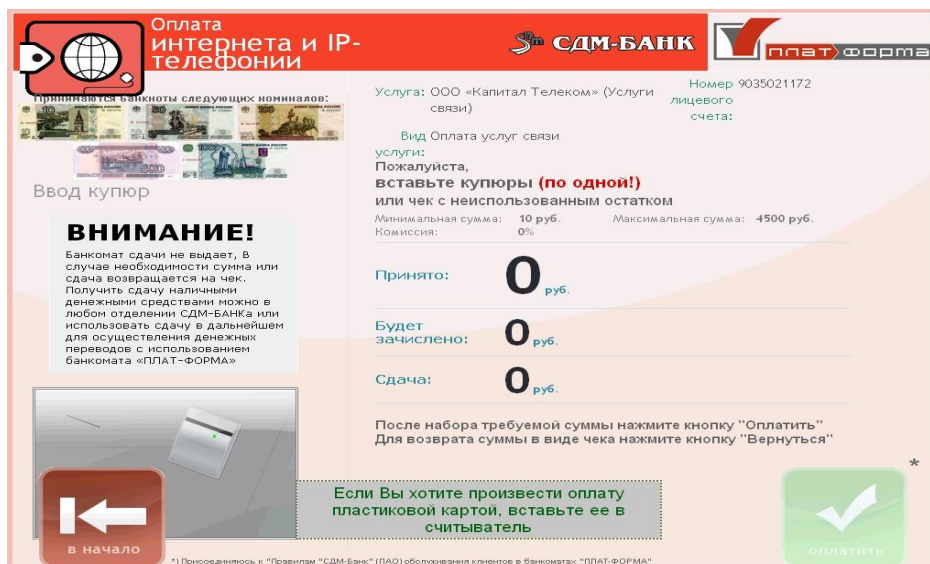 Оплата
интернета и IP-
телефонии
СДМ-БАНК
плат форма
Принимаются банкноты следующих номиналов:
Ввод купюр
ВНИМАНИЕ!
Банкомат сдачи не выдает, В
случае необходимости сумма или
сдача возвращается на чек.
Получить сдачу наличными
денежными средствами можно в
любом отделении СДМ-БАНКа или
использовать сдачу в дальнейшем
для осуществления денежных
переводов с использованием
банкомата «ПЛАТ-ФОРМА»
Услуга: ООО «Капитал Телеком» (Услуги
связи)
Номер 9035021172
лицевого
счета:
Вид Оплата услуг связи
услуги:
Пожалуйста,
вставьте купюры (по одной!)
или чек с неиспользованным остатком
Минимальная сумма: 10 руб. Максимальная сумма: 4500 руб.
Комиссия: 0%
Принято: 0 руб.
Будет
зачислено: 0 руб.
Сдача: 0 руб.
После набора требуемой суммы нажмите кнопку "Оплатить"
Для возврата суммы в виде чека нажмите кнопку "Вернуться"
*
Если Вы хотите произвести оплату
пластиковой картой, вставьте ее в
считыватель
в начало
оплатить
*) Присоединяюсь к "Правилам "СДМ-Банк" (ПАО) обслуживания клиентов в банкоматах "ПЛАТ-ФОРМА"